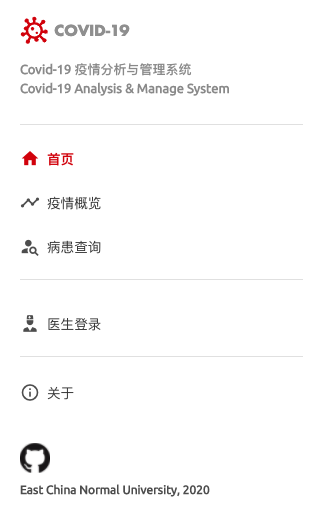 COVID-19
Covid-19 疫情分析与管理系统
Covid-19 Analysis & Manage System
首页
疫情概览
病患查询
医生登录
关于
East China Normal University, 2020